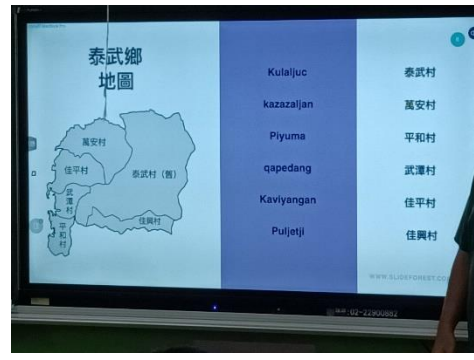 泰武鄉
地圖
萬安村
佳平村
泰武村（舊）
武潭村
平和村
佳興村
Kulaljuc
泰武村
kazazaljan
萬安村
Piyuma
平和村
qapedang
武潭村
Kaviyangan
佳平村
Puljetji
佳興村
WWW.SLIDEFOREST.COM
02-22900882